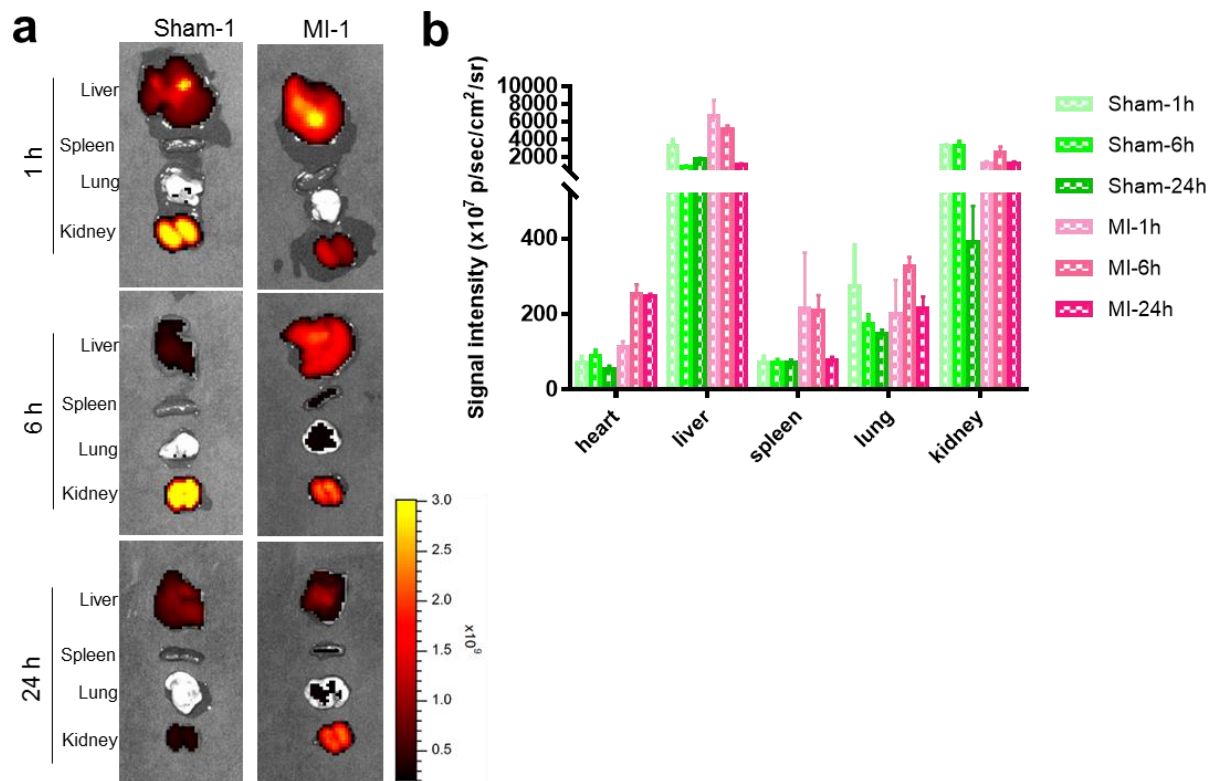 a
Sham-1
MI-1
1 h
Liver
Spleen
Lung
Kidney
6 h
Liver
Spleen
Lung
Kidney
24 h
Liver
Spleen
Lung
Kidney
3.0
2.5
2.0
1.5
1.0
0.5
x10⁹
b
Signal intensity (x10⁷ p/sec/cm²/sr)
10000
8000
6000
4000
2000
400
200
0
heart
liver
spleen
lung
kidney
Sham-1h
Sham-6h
Sham-24h
MI-1h
MI-6h
MI-24h